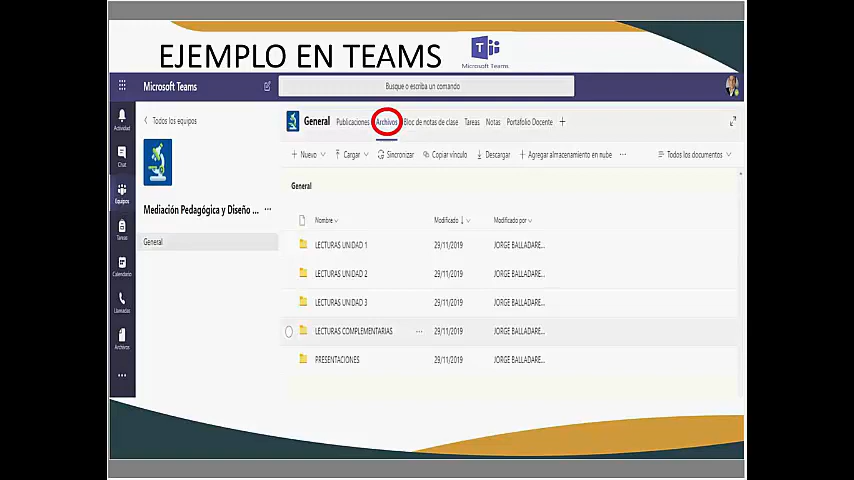 EJEMPLO EN TEAMS
Microsoft Teams
Microsoft Teams
Busque o escriba un comando
Actividad
Chat
Equipos
Tareas
Calendario
Llamadas
Archivos
Todos los equipos
Mediación Pedagógica y Diseño ...
General
General Publicaciones Archivos Bloc de notas de clase Tareas Notas Portafolio Docente
Nuevo Cargar Sincronizar Copiar vínculo Descargar Agregar almacenamiento en nube ... Todos los documentos
General
Nombre Modificado Modificado por
LECTURAS UNIDAD 1 29/11/2019 JORGE BALLADARE...
LECTURAS UNIDAD 2 29/11/2019 JORGE BALLADARE...
LECTURAS UNIDAD 3 29/11/2019 JORGE BALLADARE...
LECTURAS COMPLEMENTARIAS ... 29/11/2019 JORGE BALLADARE...
PRESENTACIONES 29/11/2019 JORGE BALLADARE...